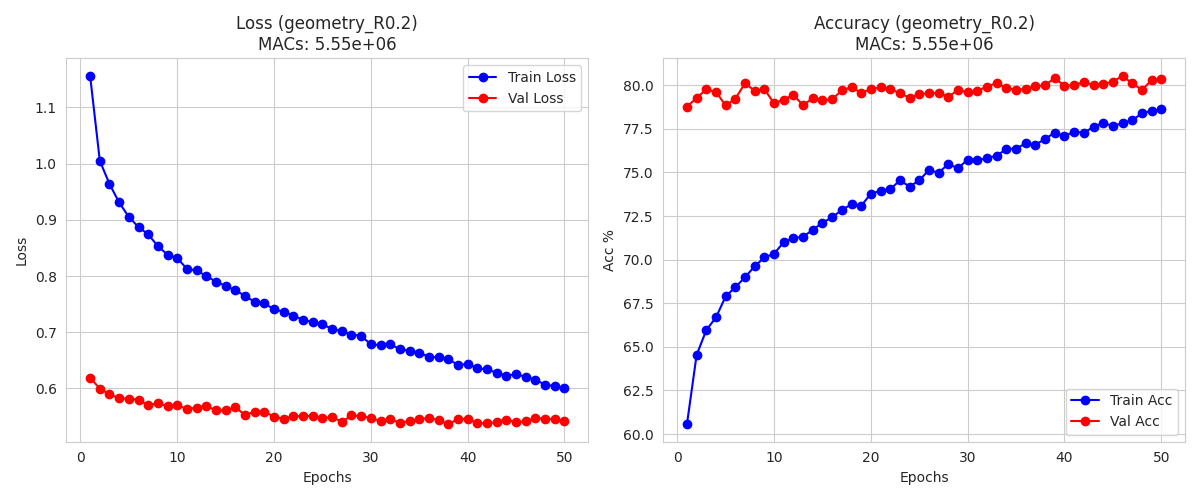 Loss (geometry_R0.2)
MACs: 5.55e+06
1.1
1.0
0.9
0.8
0.7
0.6
Loss
0 10 20 30 40 50
Epochs
Train Loss
Val Loss
Accuracy (geometry_R0.2)
MACs: 5.55e+06
80.0
77.5
75.0
72.5
70.0
67.5
65.0
62.5
60.0
Acc %
0 10 20 30 40 50
Epochs
Train Acc
Val Acc